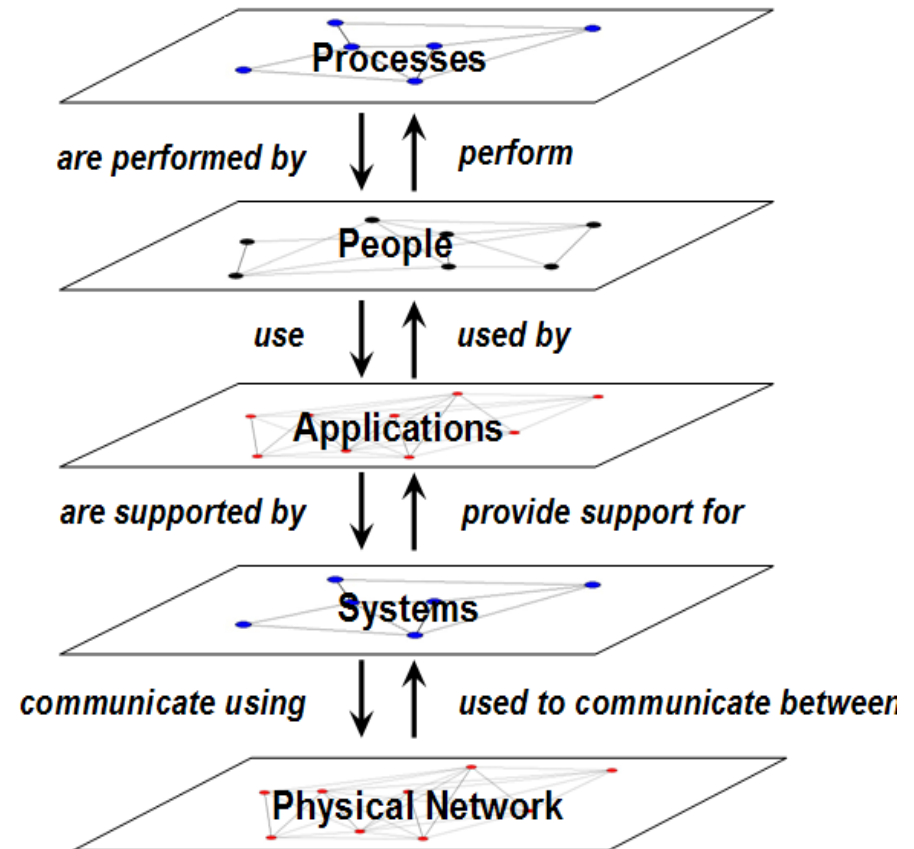 Processes
are performed by
perform
People
use
used by
Applications
are supported by
provide support for
Systems
communicate using
used to communicate between
Physical Network